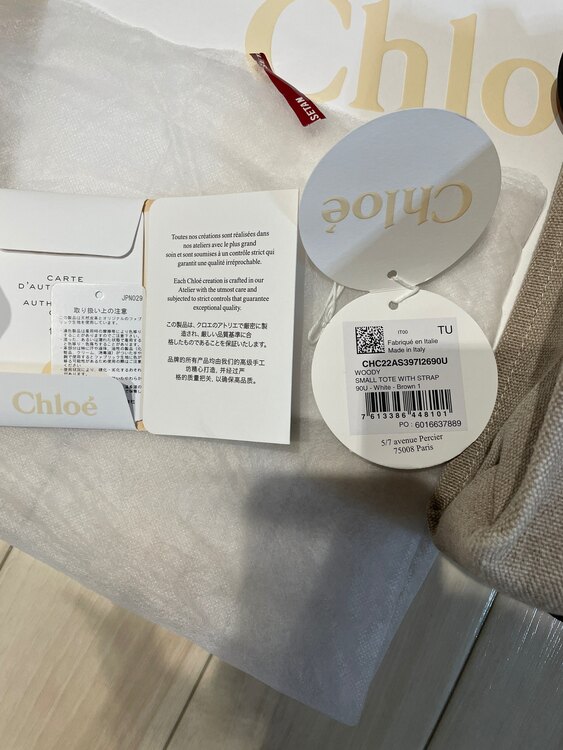 Chlo
SETAN
Chloé
CARTE
D'AUT
AUTH
JPN029
取り扱い上の注意
Chloé
Toutes nos créations sont réalisées dans
nos ateliers avec le plus grand
soin et sont soumises à un contrôle strict qui
garantit une qualité irréprochable.
Each Chloé creation is crafted in our
Atelier with the utmost care and
subjected to strict controls that guarantee
exceptional quality.
この製品は、クロエのアトリエで厳密に製
造され、厳しい品質基準に合
格したものであることを保証いたします。
品牌的所有产品均由我们的高级手工
坊精心打造，并经过严
格的质量把关，以确保高品质。
IT00
TU
Fabriqué en Italie
Made in Italy
CHC22AS397I2690U
WOODY
SMALL TOTE WITH STRAP
90U - White - Brown 1
7 613386 448101
PO : 6016637889
5/7 avenue Percier
75008 Paris